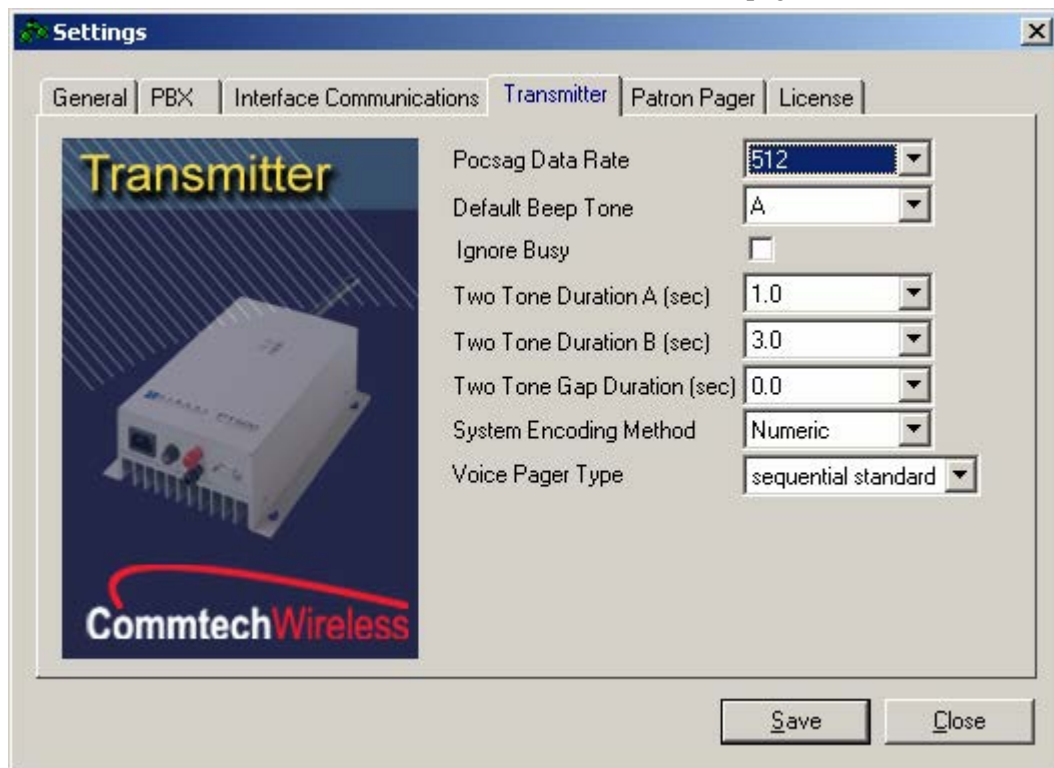 Settings
General PBX Interface Communications Transmitter Patron Pager License
Transmitter
Pocsag Data Rate 512
Default Beep Tone A
Ignore Busy
Two Tone Duration A (sec) 1.0
Two Tone Duration B (sec) 3.0
Two Tone Gap Duration (sec) 0.0
System Encoding Method Numeric
Voice Pager Type sequential standard
CommtechWireless
Save Close